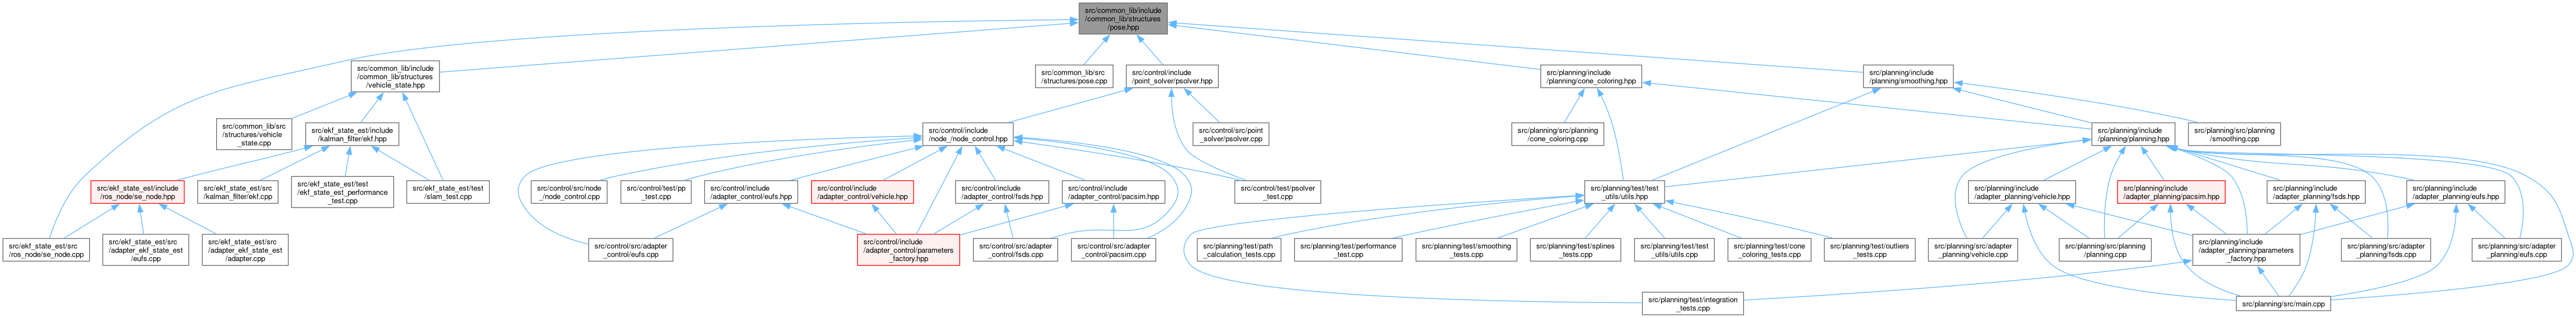 src/common_lib/include
/common_lib/structures
/pose.hpp
src/common_lib/include
/common_lib/structures
/vehicle_state.hpp
src/common_lib/src
/structures/pose.cpp
src/control/include
/point_solver/psolver.hpp
src/planning/include
/planning/cone_coloring.hpp
src/planning/include
/planning/smoothing.hpp
src/common_lib/src
/structures/vehicle
_state.cpp
src/ekf_state_est/include
/kalman_filter/ekf.hpp
src/control/include
/node_/node_control.hpp
src/control/src/point
_solver/psolver.cpp
src/planning/src/planning
/cone_coloring.cpp
src/planning/include
/planning/planning.hpp
src/planning/src/planning
/smoothing.cpp
src/ekf_state_est/include
/ros_node/se_node.hpp
src/ekf_state_est/src
/kalman_filter/ekf.cpp
src/ekf_state_est/test
/ekf_state_est_performance
_test.cpp
src/ekf_state_est/test
/slam_test.cpp
src/control/src/node
_/node_control.cpp
src/control/test/pp
_test.cpp
src/control/include
/adapter_control/eufs.hpp
src/control/include
/adapter_control/vehicle.hpp
src/control/include
/adapter_control/fsds.hpp
src/control/include
/adapter_control/pacsim.hpp
src/control/test/psolver
_test.cpp
src/planning/test/test
_utils/utils.hpp
src/planning/include
/adapter_planning/vehicle.hpp
src/planning/include
/adapter_planning/pacsim.hpp
src/planning/include
/adapter_planning/fsds.hpp
src/planning/include
/adapter_planning/eufs.hpp
src/ekf_state_est/src
/ros_node/se_node.cpp
src/ekf_state_est/src
/adapter_ekf_state_est
/eufs.cpp
src/ekf_state_est/src
/adapter_ekf_state_est
/adapter.cpp
src/control/src/adapter
_control/eufs.cpp
src/control/include
/adapter_control/parameters
_factory.hpp
src/control/src/adapter
_control/fsds.cpp
src/control/src/adapter
_control/pacsim.cpp
src/planning/test/path
_calculation_tests.cpp
src/planning/test/performance
_test.cpp
src/planning/test/smoothing
_tests.cpp
src/planning/test/splines
_tests.cpp
src/planning/test/test
_utils/utils.cpp
src/planning/test/cone
_coloring_tests.cpp
src/planning/test/outliers
_tests.cpp
src/planning/src/adapter
_planning/vehicle.cpp
src/planning/src/planning
/planning.cpp
src/planning/include
/adapter_planning/parameters
_factory.hpp
src/planning/src/adapter
_planning/fsds.cpp
src/planning/src/adapter
_planning/eufs.cpp
src/planning/test/integration
_tests.cpp
src/planning/src/main.cpp